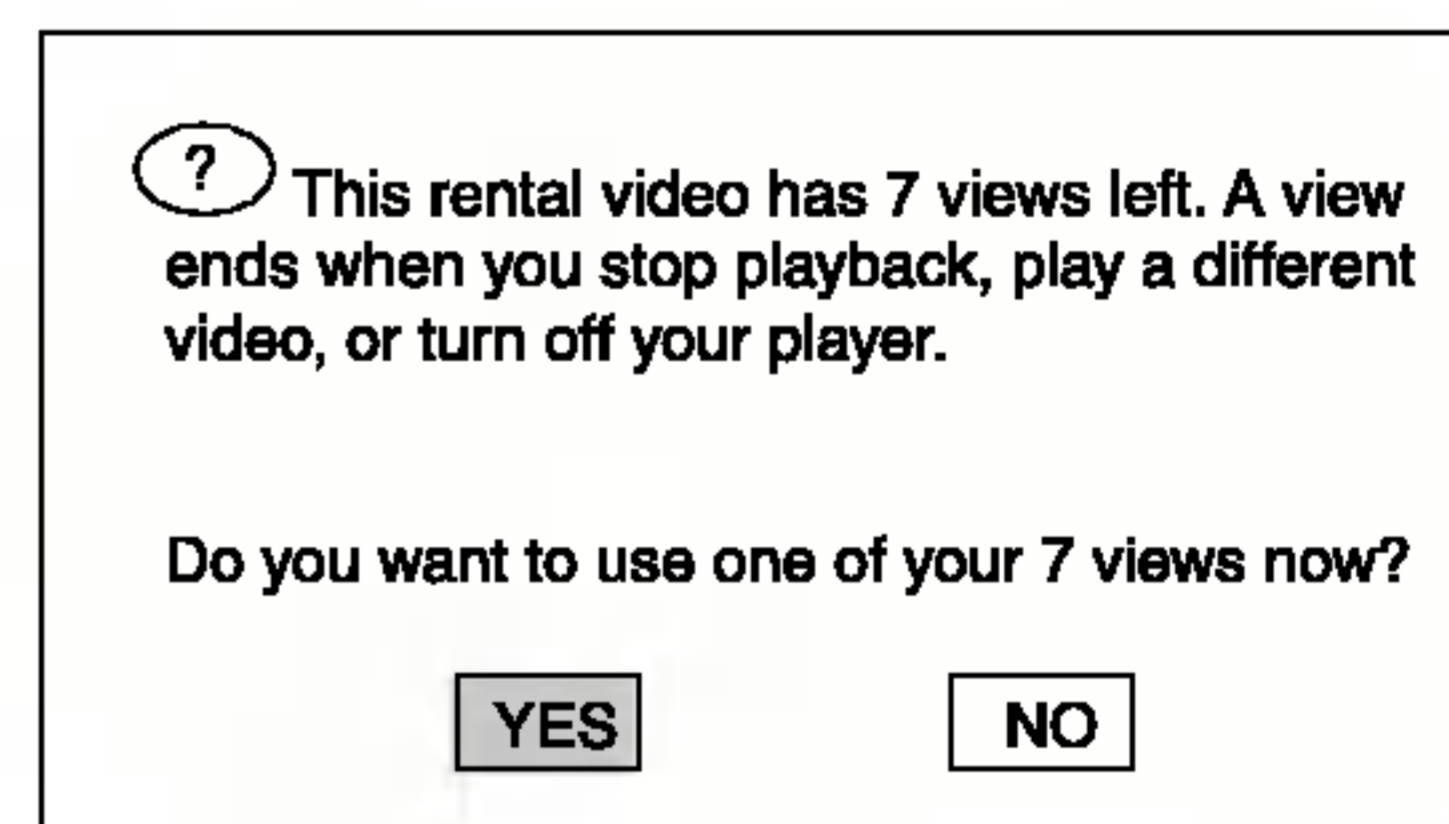 ? This rental video has 7 views left. A view
ends when you stop playback, play a different
video, or turn off your player.
Do you want to use one of your 7 views now?
YES NO